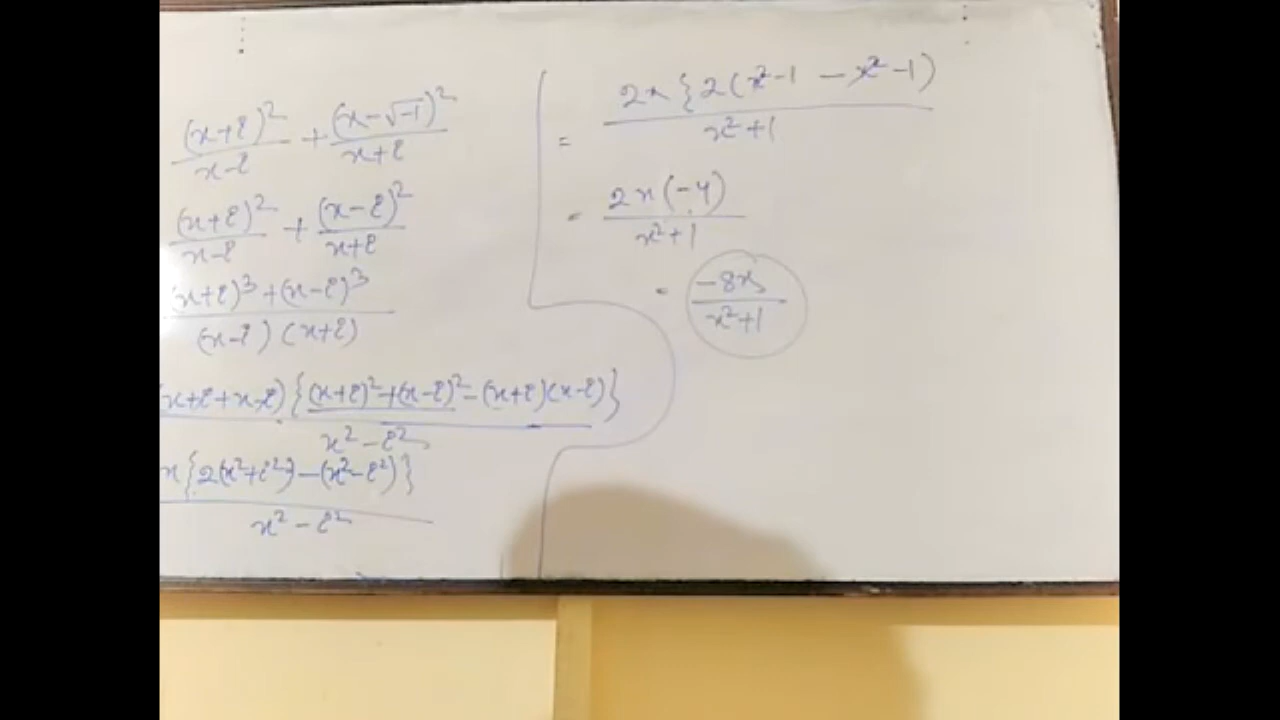 (x+i)²/(x-i) + (x-√-1)²/(x+i)
(x+i)²/(x-i) + (x-i)²/(x+i)
(x+i)³+(x-i)³/(x-i)(x+i)
(x+i+x-i){(x+i)²+(x-i)²-(x+i)(x-i)}/x²-i²
x{2(x²+i²)-(x²-i²)}/x²-i²
= 2x{2(x²-1-x²-1)/x²+1
= 2x(-4)/x²+1
= -8x/x²+1